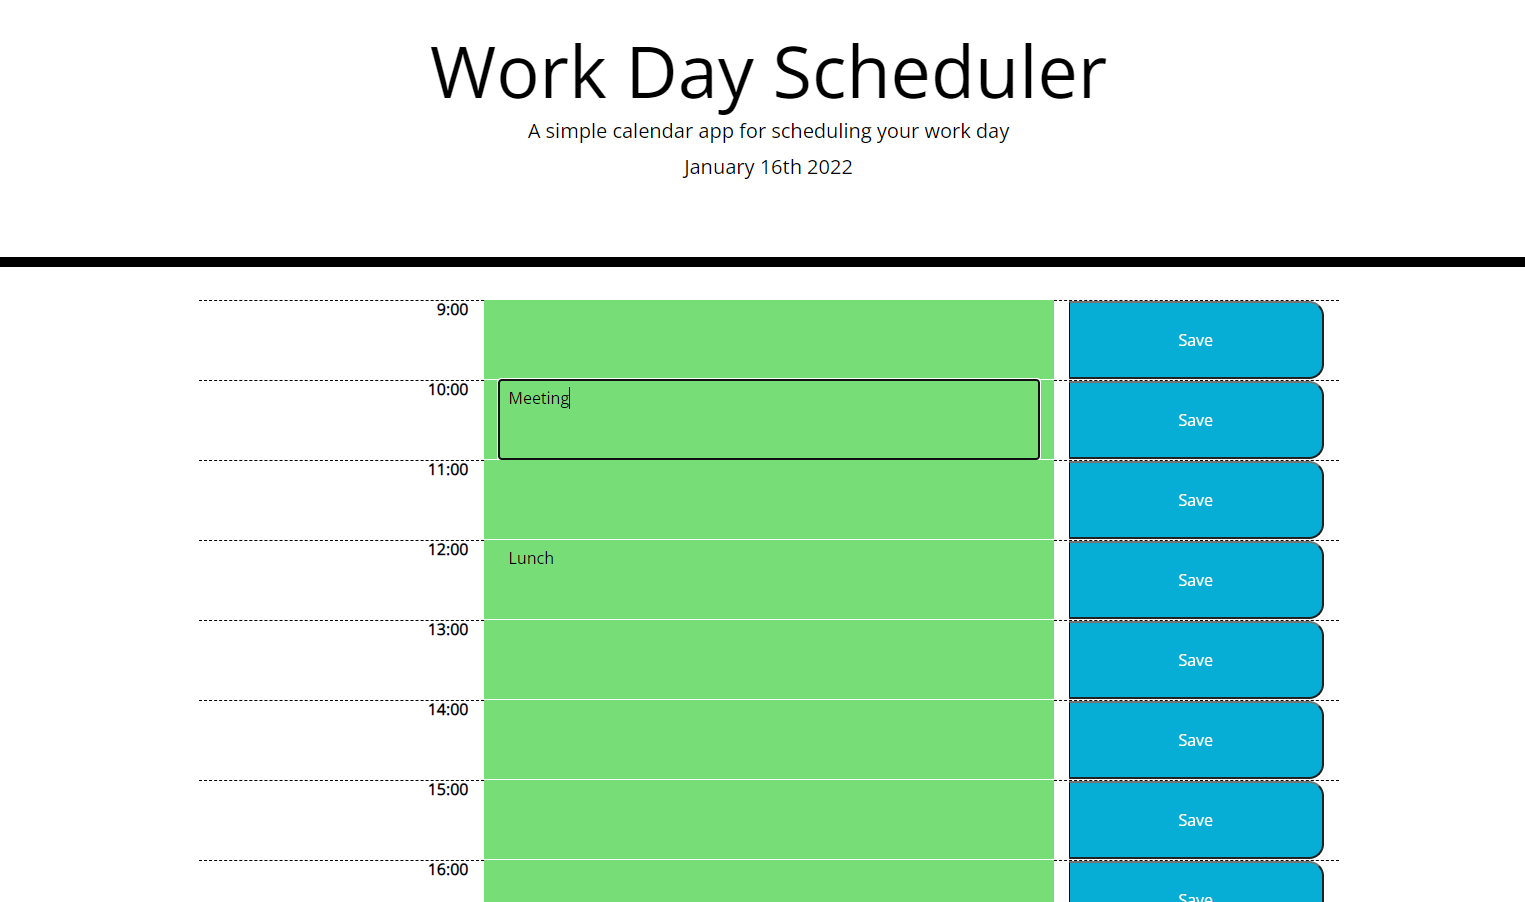 Work Day Scheduler
A simple calendar app for scheduling your work day
January 16th 2022
9:00 Save
10:00 Meeting Save
11:00 Save
12:00 Lunch Save
13:00 Save
14:00 Save
15:00 Save
16:00 Save